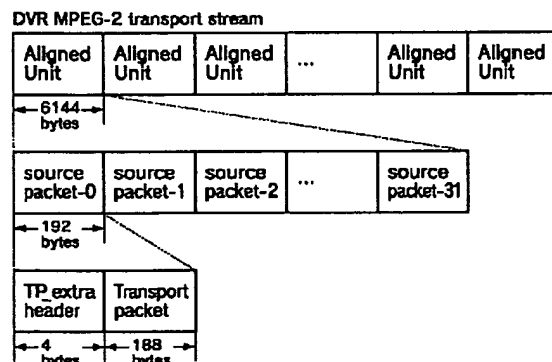 DVR MPEG-2 transport stream
Aligned Unit Aligned Unit Aligned Unit ... Aligned Unit Aligned Unit
6144 bytes
source packet-0 source packet-1 source packet-2 ... source packet-31
192 bytes
TP_extra header Transport packet
4 bytes 188 bytes